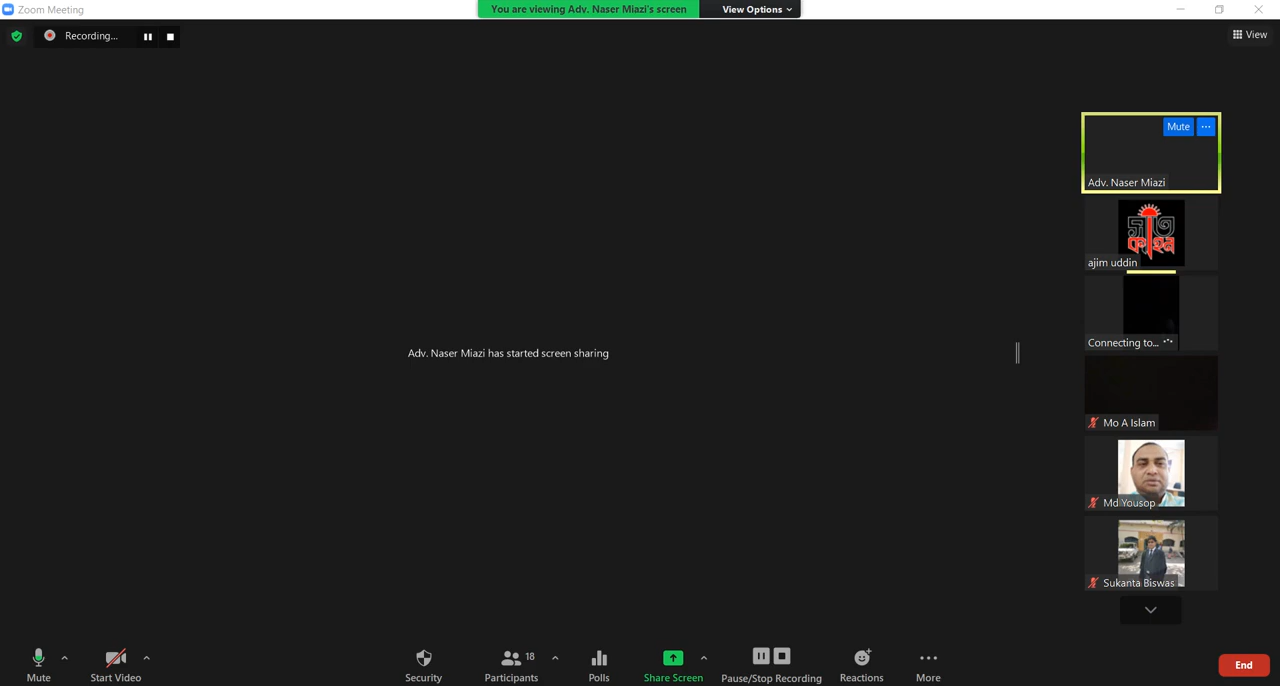 Zoom Meeting
You are viewing Adv. Naser Miazi's screen
View Options
Recording...
View
Mute
Adv. Naser Miazi
সাত কাহন
ajim uddin
Adv. Naser Miazi has started screen sharing
Connecting to...
Mo A Islam
Md Yousop
Sukanta Biswas
Mute
Start Video
Security
18
Participants
Polls
Share Screen
Pause/Stop Recording
Reactions
More
End